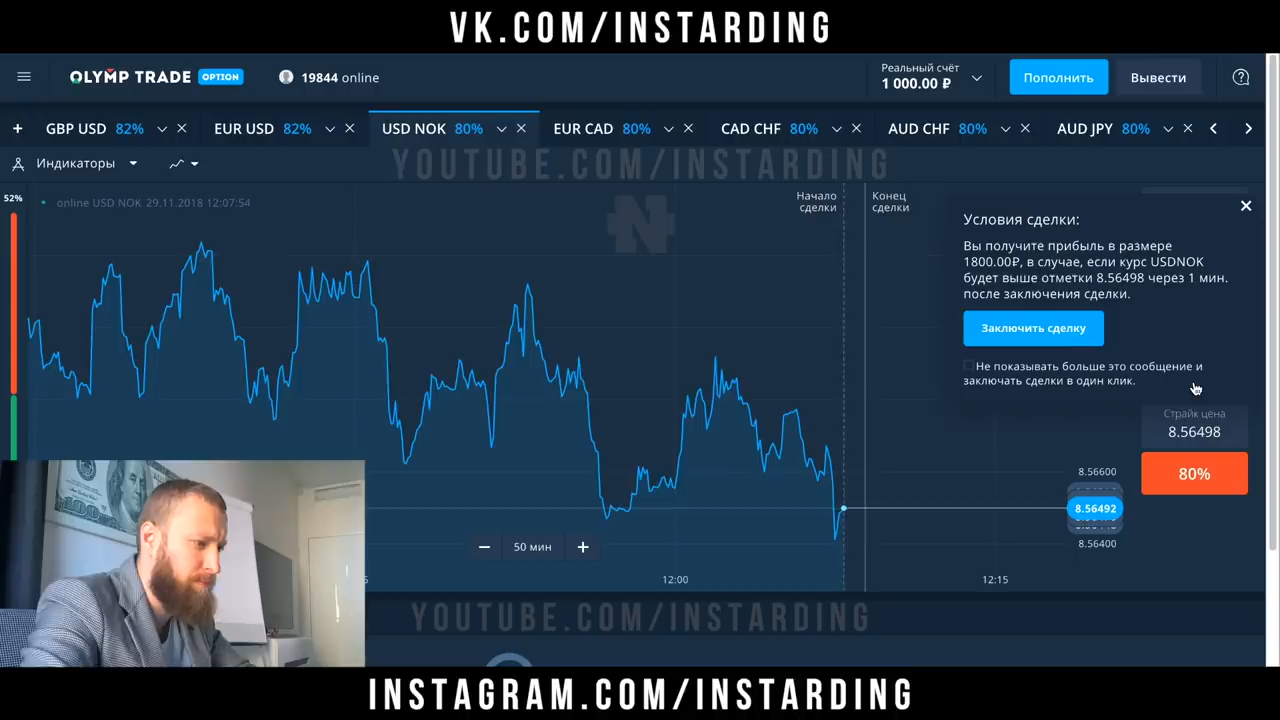 VK.COM/INSTARDING
OLYMP TRADE OPTION
19844 online
Реальный счёт
1 000.00 ₽
Пополнить
Вывести
GBP USD 82%
EUR USD 82%
USD NOK 80%
EUR CAD 80%
CAD CHF 80%
AUD CHF 80%
AUD JPY 80%
Индикаторы
YOUTUBE.COM/INSTARDING
52%
online USD NOK 29.11.2018 12:07:54
N
Начало
сделки
Конец
сделки
Условия сделки:
Вы получите прибыль в размере
1800.00₽, в случае, если курс USDNOK
будет выше отметки 8.56498 через 1 мин.
после заключения сделки.
Заключить сделку
Не показывать больше это сообщение и
заключать сделки в один клик.
Страйк цена
8.56498
80%
8.56600
8.56492
8.56400
50 мин
12:00
12:15
100
YOUTUBE.COM/INSTARDING
INSTAGRAM.COM/INSTARDING